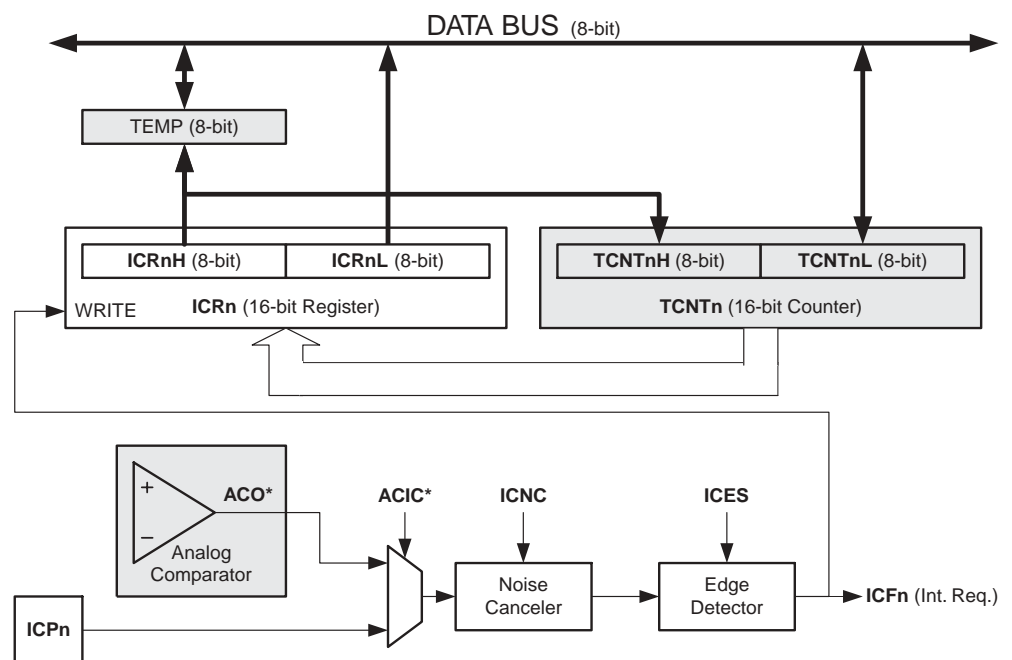 DATA BUS (8-bit)
TEMP (8-bit)
ICRnH (8-bit)
ICRnL (8-bit)
TCNTnH (8-bit)
TCNTnL (8-bit)
WRITE
ICRn (16-bit Register)
TCNTn (16-bit Counter)
+
ACO*
ACIC*
ICNC
ICES
−
Analog
Comparator
Noise
Canceler
Edge
Detector
ICFn (Int. Req.)
ICPn